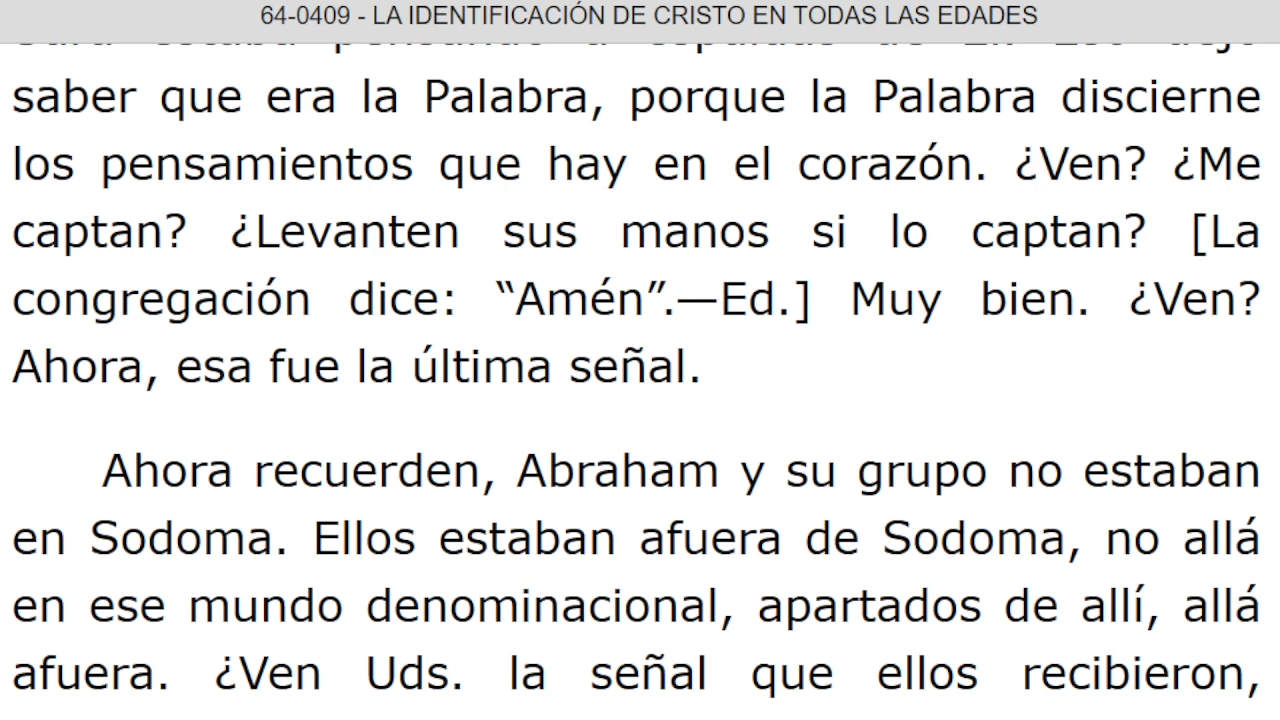 64-0409 - LA IDENTIFICACIÓN DE CRISTO EN TODAS LAS EDADES
saber que era la Palabra, porque la Palabra discierne
los pensamientos que hay en el corazón. ¿Ven? ¿Me
captan? ¿Levanten sus manos si lo captan? [La
congregación dice: “Amén”.—Ed.] Muy bien. ¿Ven?
Ahora, esa fue la última señal.
Ahora recuerden, Abraham y su grupo no estaban
en Sodoma. Ellos estaban afuera de Sodoma, no allá
en ese mundo denominacional, apartados de allí, allá
afuera. ¿Ven Uds. la señal que ellos recibieron,